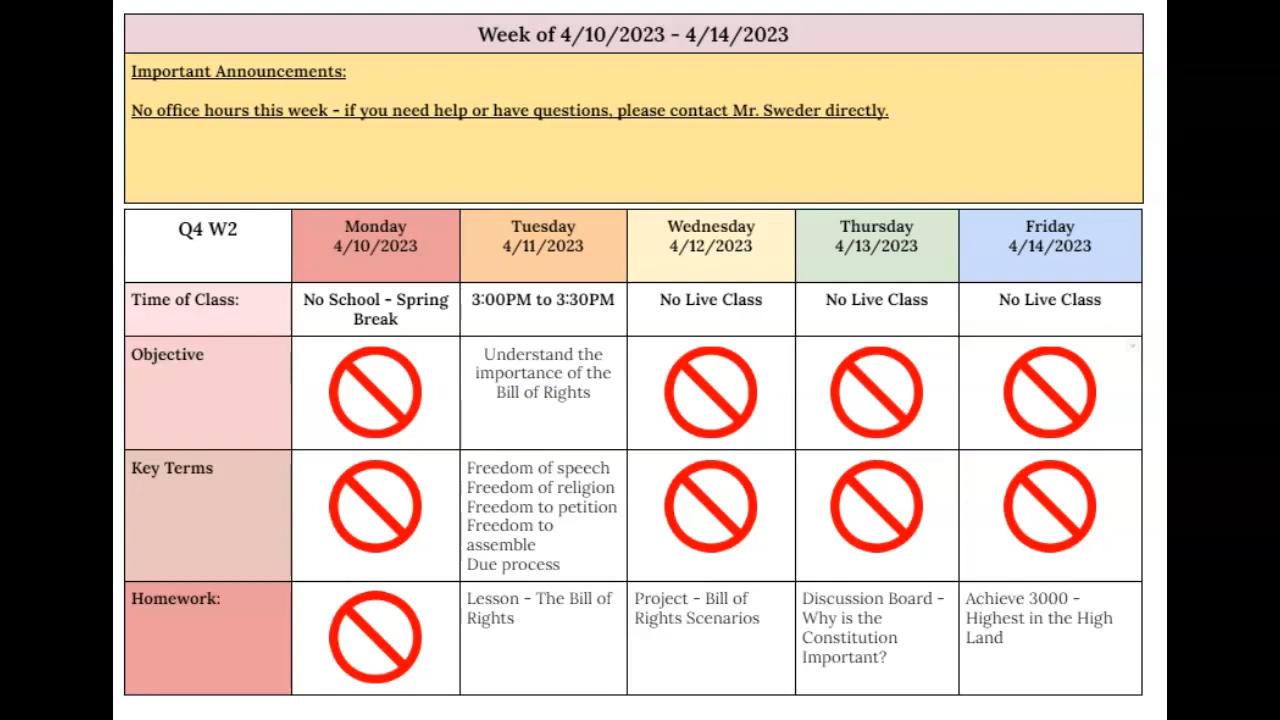 Week of 4/10/2023 - 4/14/2023
Important Announcements:
No office hours this week - if you need help or have questions, please contact Mr. Sweder directly.
Q4 W2
Monday
4/10/2023
Tuesday
4/11/2023
Wednesday
4/12/2023
Thursday
4/13/2023
Friday
4/14/2023
Time of Class:
No School - Spring
Break
3:00PM to 3:30PM
No Live Class
No Live Class
No Live Class
Objective
Understand the
importance of the
Bill of Rights
Key Terms
Freedom of speech
Freedom of religion
Freedom to petition
Freedom to
assemble
Due process
Homework:
Lesson - The Bill of
Rights
Project - Bill of
Rights Scenarios
Discussion Board -
Why is the
Constitution
Important?
Achieve 3000 -
Highest in the High
Land